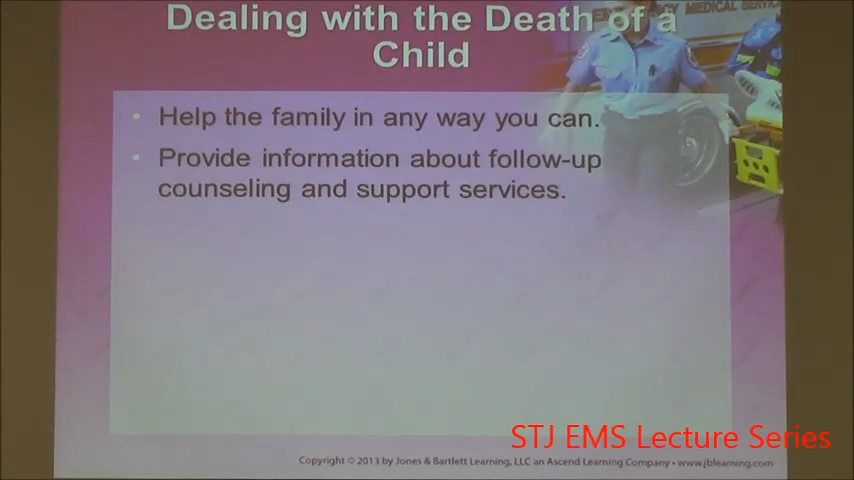 Dealing with the Death of a
Child
MEDICAL
• Help the family in any way you can.
• Provide information about follow-up
counseling and support services.
STJ EMS Lecture Series
Copyright © 2013 by Jones & Bartlett Learning, LLC an Ascend Learning Company • www.jblearning.com